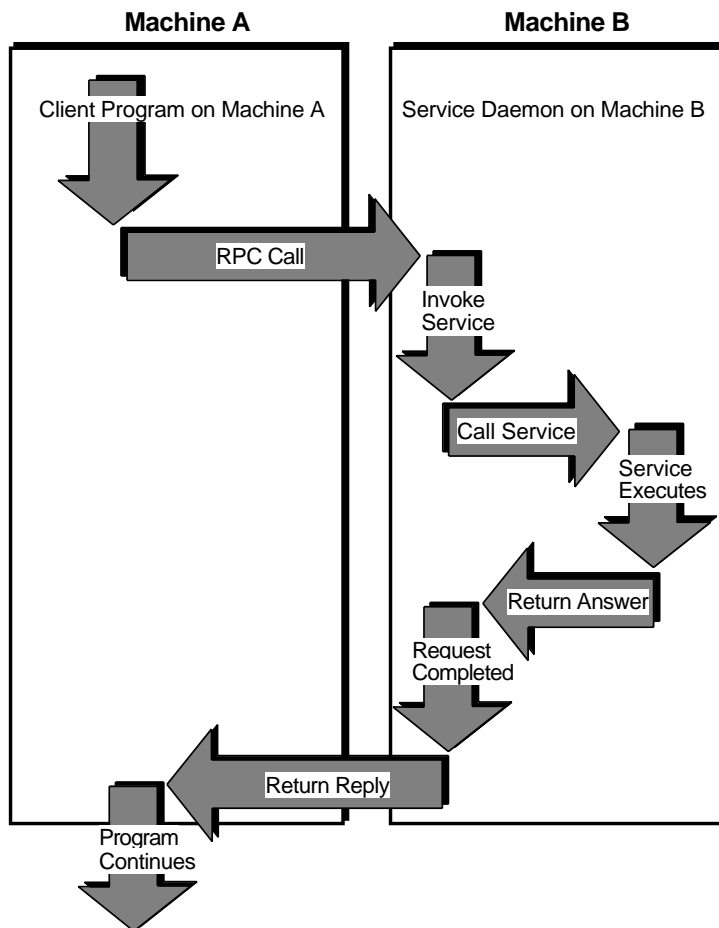 Machine A
Machine B
Client Program on Machine A
Service Daemon on Machine B
RPC Call
Invoke
Service
Call Service
Service
Executes
Return Answer
Request
Completed
Return Reply
Program
Continues